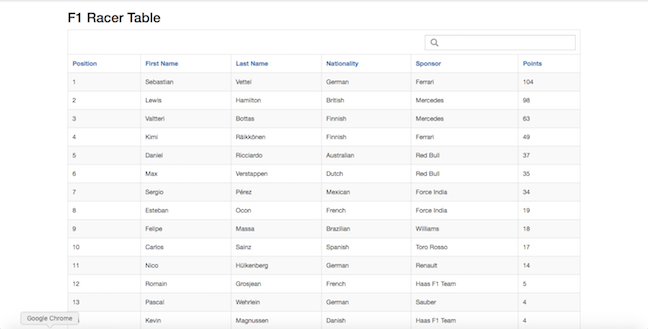 F1 Racer Table
Position First Name Last Name Nationality Sponsor Points
1 Sebastian Vettel German Ferrari 104
2 Lewis Hamilton British Mercedes 98
3 Valtteri Bottas Finnish Mercedes 63
4 Kimi Räikkönen Finnish Ferrari 49
5 Daniel Ricciardo Australian Red Bull 37
6 Max Verstappen Dutch Red Bull 35
7 Sergio Pérez Mexican Force India 34
8 Esteban Ocon French Force India 19
9 Felipe Massa Brazilian Williams 18
10 Carlos Sainz Spanish Toro Rosso 17
11 Nico Hülkenberg German Renault 14
12 Romain Grosjean French Haas F1 Team 5
13 Pascal Wehrlein German Sauber 4
Google Chrome
Kevin Magnussen Danish Haas F1 Team 4